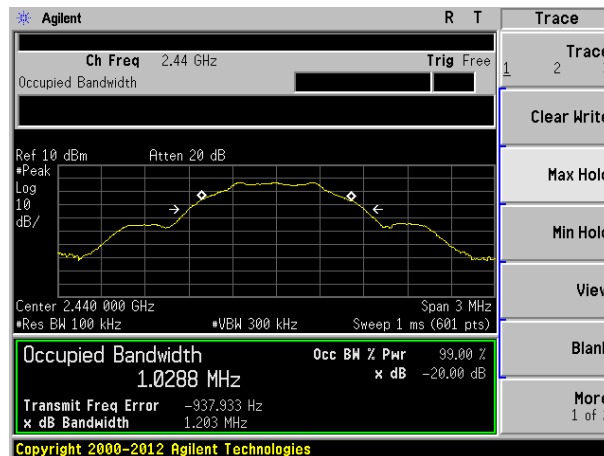 Agilent R T Trace
Ch Freq 2.44 GHz Trig Free
Occupied Bandwidth
Trace
1 2
Clear Write
Max Hold
Min Hold
View
Blank
More
1 of
Ref 10 dBm Atten 20 dB
#Peak
Log
10
dB/
Center 2.440 000 GHz Span 3 MHz
#Res BW 100 kHz #VBW 300 kHz Sweep 1 ms (601 pts)
Occupied Bandwidth Occ BW % Pwr 99.00 %
1.0288 MHz x dB -20.00 dB
Transmit Freq Error -937.933 Hz
x dB Bandwidth 1.203 MHz
Copyright 2000-2012 Agilent Technologies